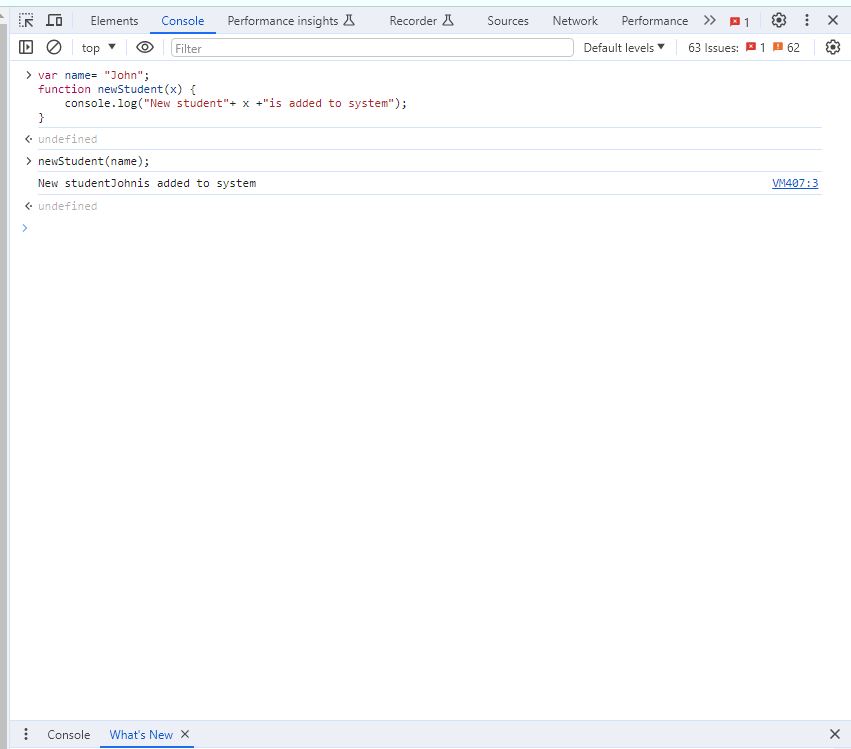 Elements Console Performance insights Recorder Sources Network Performance 1
top Filter Default levels 63 Issues: 1 62
var name= "John";
function newStudent(x) {
    console.log("New student"+ x +"is added to system");
}
undefined
newStudent(name);
New studentJohnis added to system VM407:3
undefined
Console What's New